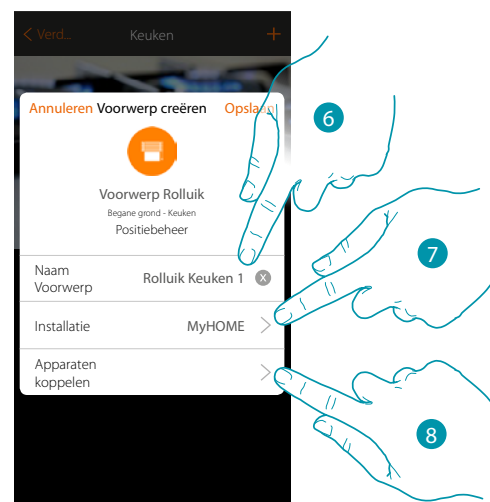 Verd... Keuken +
Annuleren Voorwerp creëren Opslaan
Voorwerp Rolluik
Begane grond - Keuken
Positiebeheer
Naam Voorwerp Rolluik Keuken 1 x
Installatie MyHOME
Apparaten koppelen
6
7
8